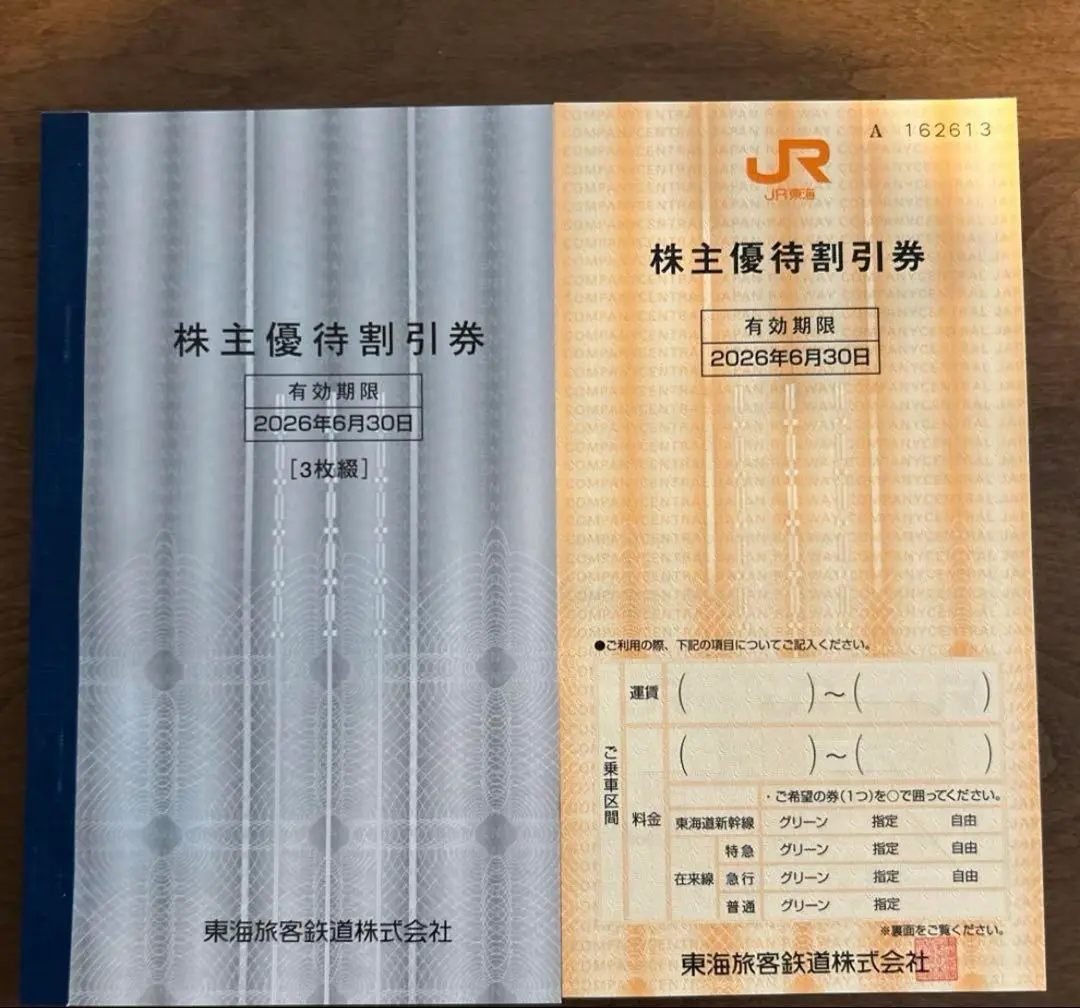 株主優待割引券
有効期限
2026年6月30日
[3枚綴]
東海旅客鉄道株式会社
A 162613
JR
JR東海
株主優待割引券
有効期限
2026年6月30日
●ご利用の際、下記の項目についてご記入ください。
ご乗車区間
運賃 ( ) ～ ( )
料金 ( ) ～ ( )
・ご希望の券(1つ)を○で囲ってください。
東海道新幹線 グリーン 指定 自由
在来線 特急 グリーン 指定 自由
急行 グリーン 指定 自由
普通 グリーン 指定
※裏面をご覧ください。
東海旅客鉄道株式会社